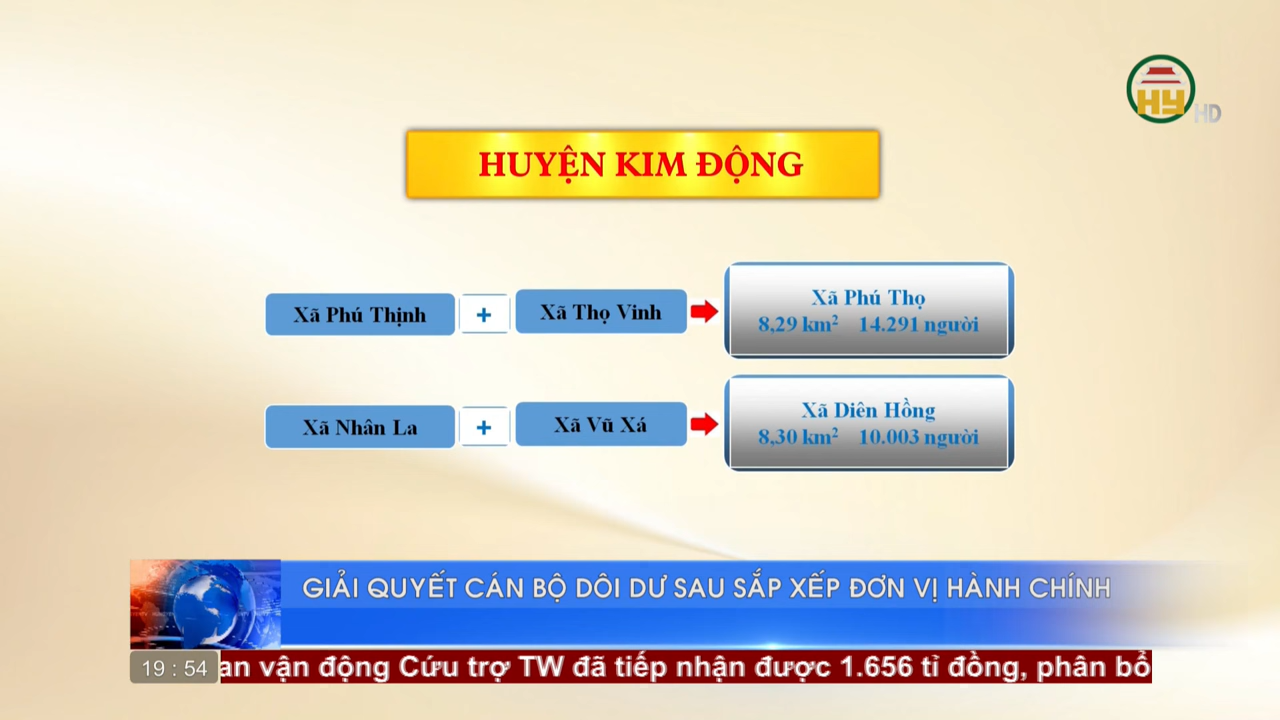 HY HD
HUYỆN KIM ĐỘNG
Xã Phú Thịnh + Xã Thọ Vinh
Xã Phú Thọ
8,29 km² 14.291 người
Xã Nhân La + Xã Vũ Xá
Xã Diên Hồng
8,30 km² 10.003 người
GIẢI QUYẾT CÁN BỘ DÔI DƯ SAU SẮP XẾP ĐƠN VỊ HÀNH CHÍNH
19 : 54 an vận động Cứu trợ TW đã tiếp nhận được 1.656 tỉ đồng, phân bổ